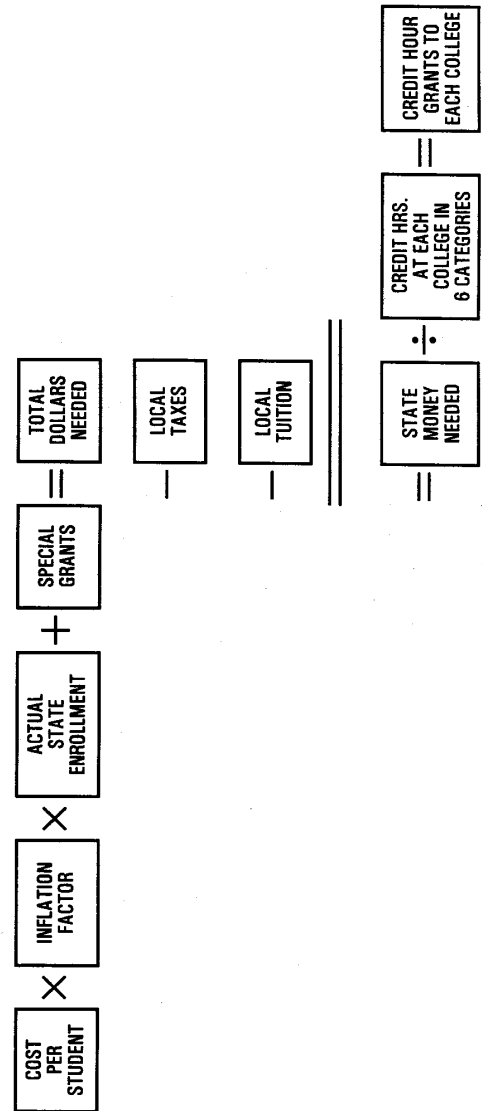 COST
PER
STUDENT
×
INFLATION
FACTOR
×
ACTUAL
STATE
ENROLLMENT
+
SPECIAL
GRANTS
=
TOTAL
DOLLARS
NEEDED
−
LOCAL
TAXES
−
LOCAL
TUITION
=
STATE
MONEY
NEEDED
÷
CREDIT HRS.
AT EACH
COLLEGE IN
6 CATEGORIES
=
CREDIT HOUR
GRANTS TO
EACH COLLEGE